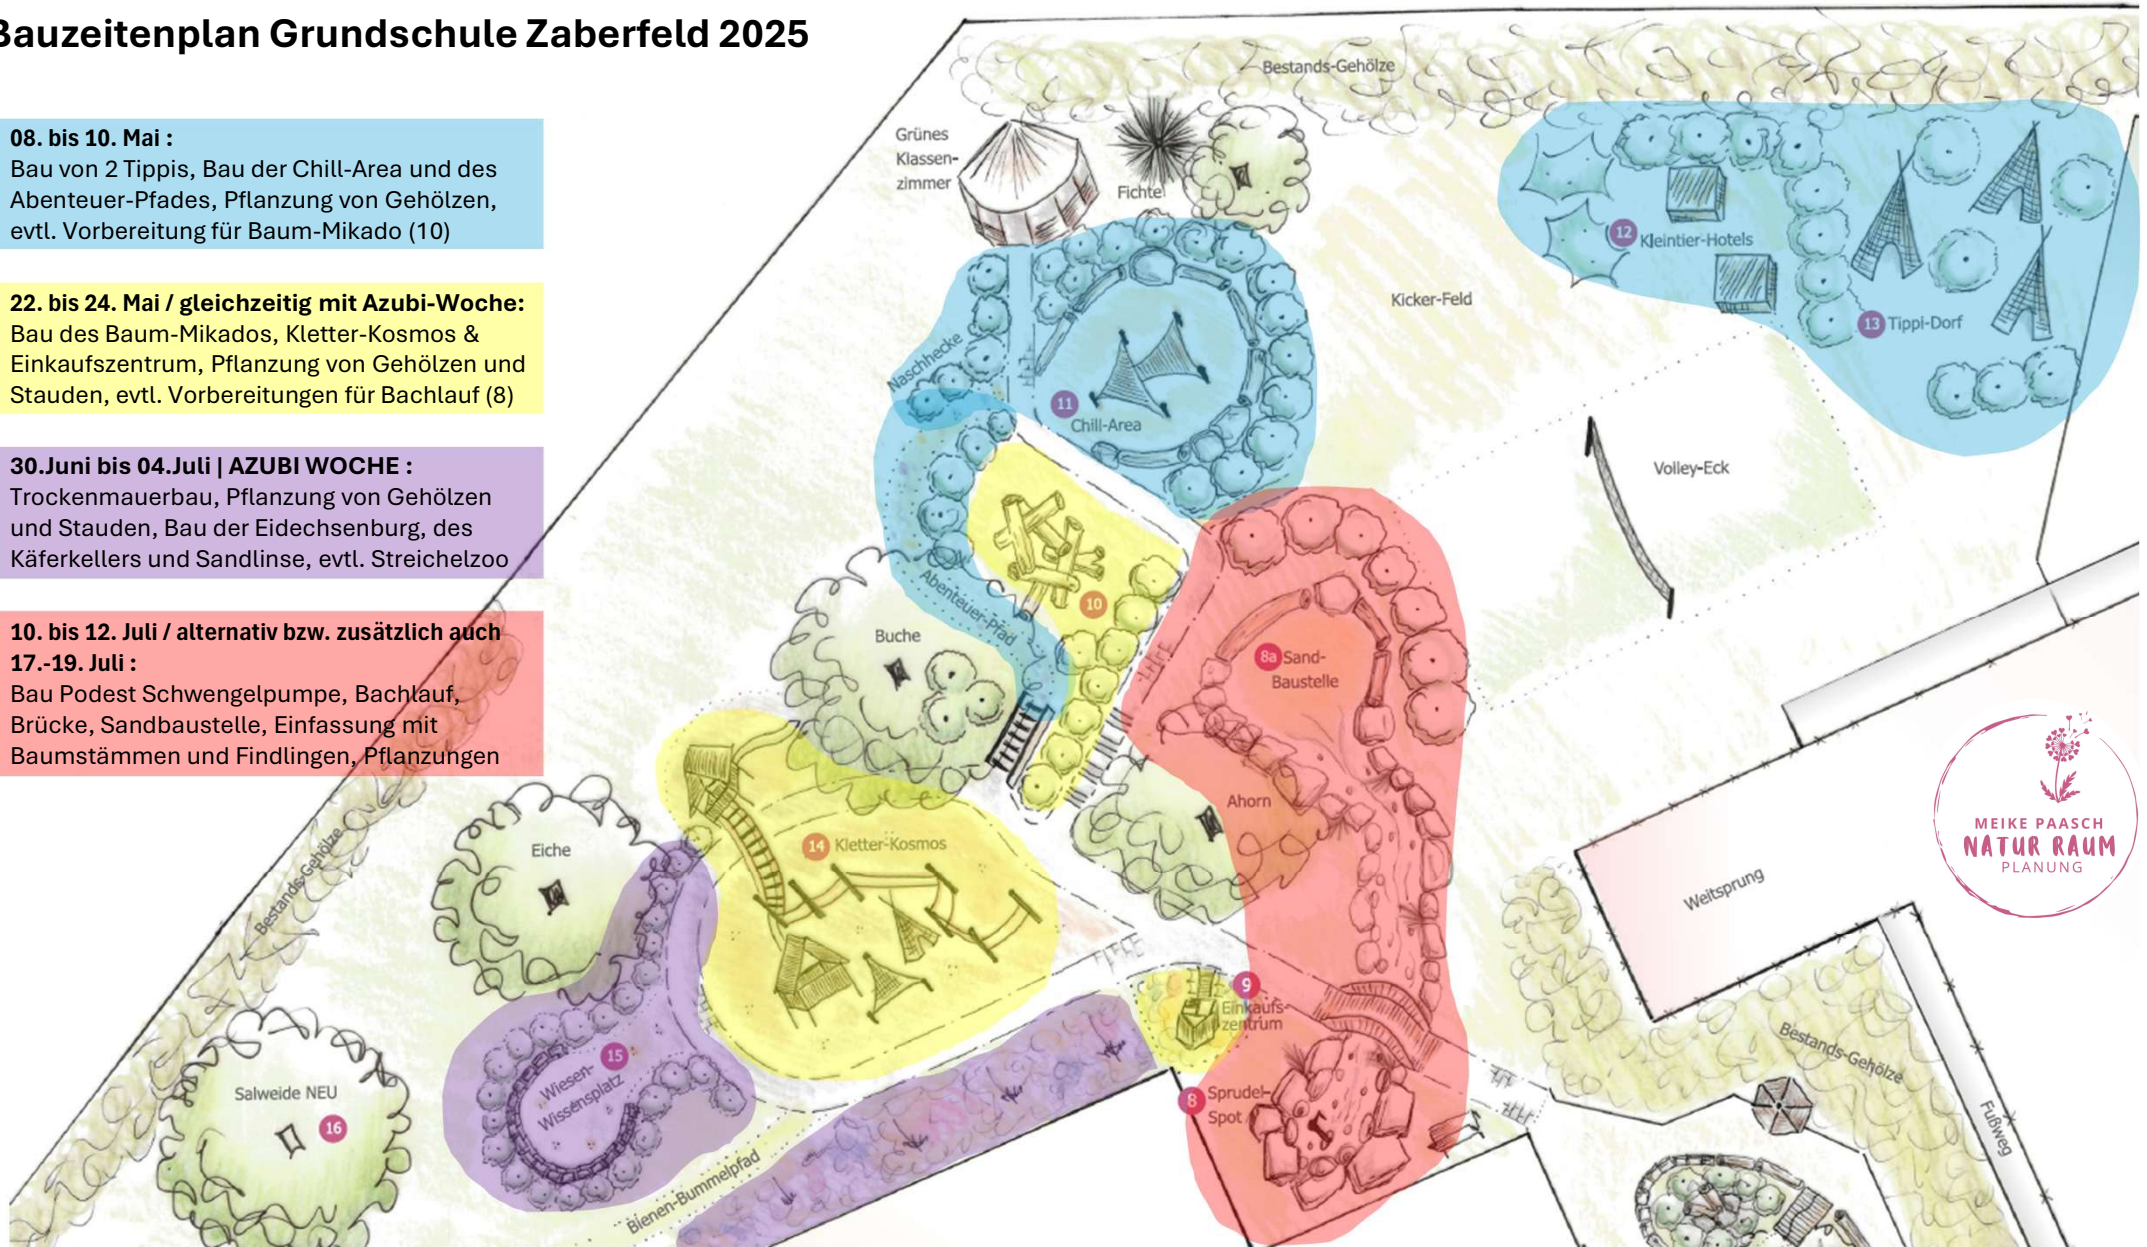 Bauzeitenplan Grundschule Zaberfeld 2025
08. bis 10. Mai :
Bau von 2 Tippis, Bau der Chill-Area und des
Abenteuer-Pfades, Pflanzung von Gehölzen,
evtl. Vorbereitung für Baum-Mikado (10)
22. bis 24. Mai / gleichzeitig mit Azubi-Woche:
Bau des Baum-Mikados, Kletter-Kosmos &
Einkaufszentrum, Pflanzung von Gehölzen und
Stauden, evtl. Vorbereitungen für Bachlauf (8)
30.Juni bis 04.Juli | AZUBI WOCHE :
Trockenmauerbau, Pflanzung von Gehölzen
und Stauden, Bau der Eidechsenburg, des
Käferkellers und Sandlinse, evtl. Streichelzoo
10. bis 12. Juli / alternativ bzw. zusätzlich auch
17.-19. Juli :
Bau Podest Schwengelpumpe, Bachlauf,
Brücke, Sandbaustelle, Einfassung mit
Baumstämmen und Findlingen, Pflanzungen
Bestands-Gehölze
Grünes
Klassen-
zimmer
Fichte
12 Kleintier-Hotels
Kicker-Feld
13 Tippi-Dorf
Naschhecke
11
Chill-Area
Volley-Eck
Abenteuer-Pfad
10
Buche
8a Sand-
Baustelle
Ahorn
14 Kletter-Kosmos
Eiche
Bestands-Gehölze
Weitsprung
MEIKE PAASCH
NATUR RAUM
PLANUNG
9
Einkaufs-
zentrum
15
Wiesen-
Wissensplatz
Bestands-Gehölze
Salweide NEU
16
8 Sprudel-
Spot
Fußweg
Bienen-Bummelpfad